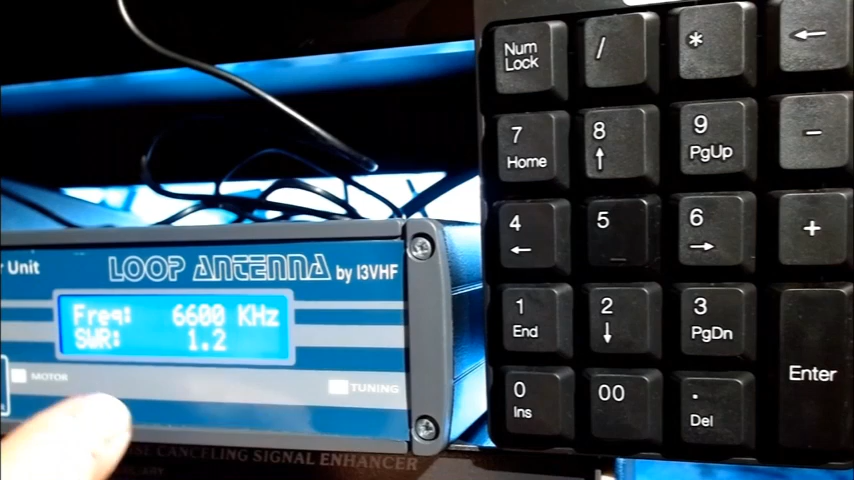 r Unit
LOOP ANTENNA by I3VHF
Freq: 6600 KHz
SWR: 1.2
MOTOR
TUNING
CANCELING SIGNAL ENHANCER
Num Lock
/
*
←
7 Home
8 ↑
9 PgUp
-
4 ←
5
6 →
+
1 End
2 ↓
3 PgDn
Enter
0 Ins
00
. Del